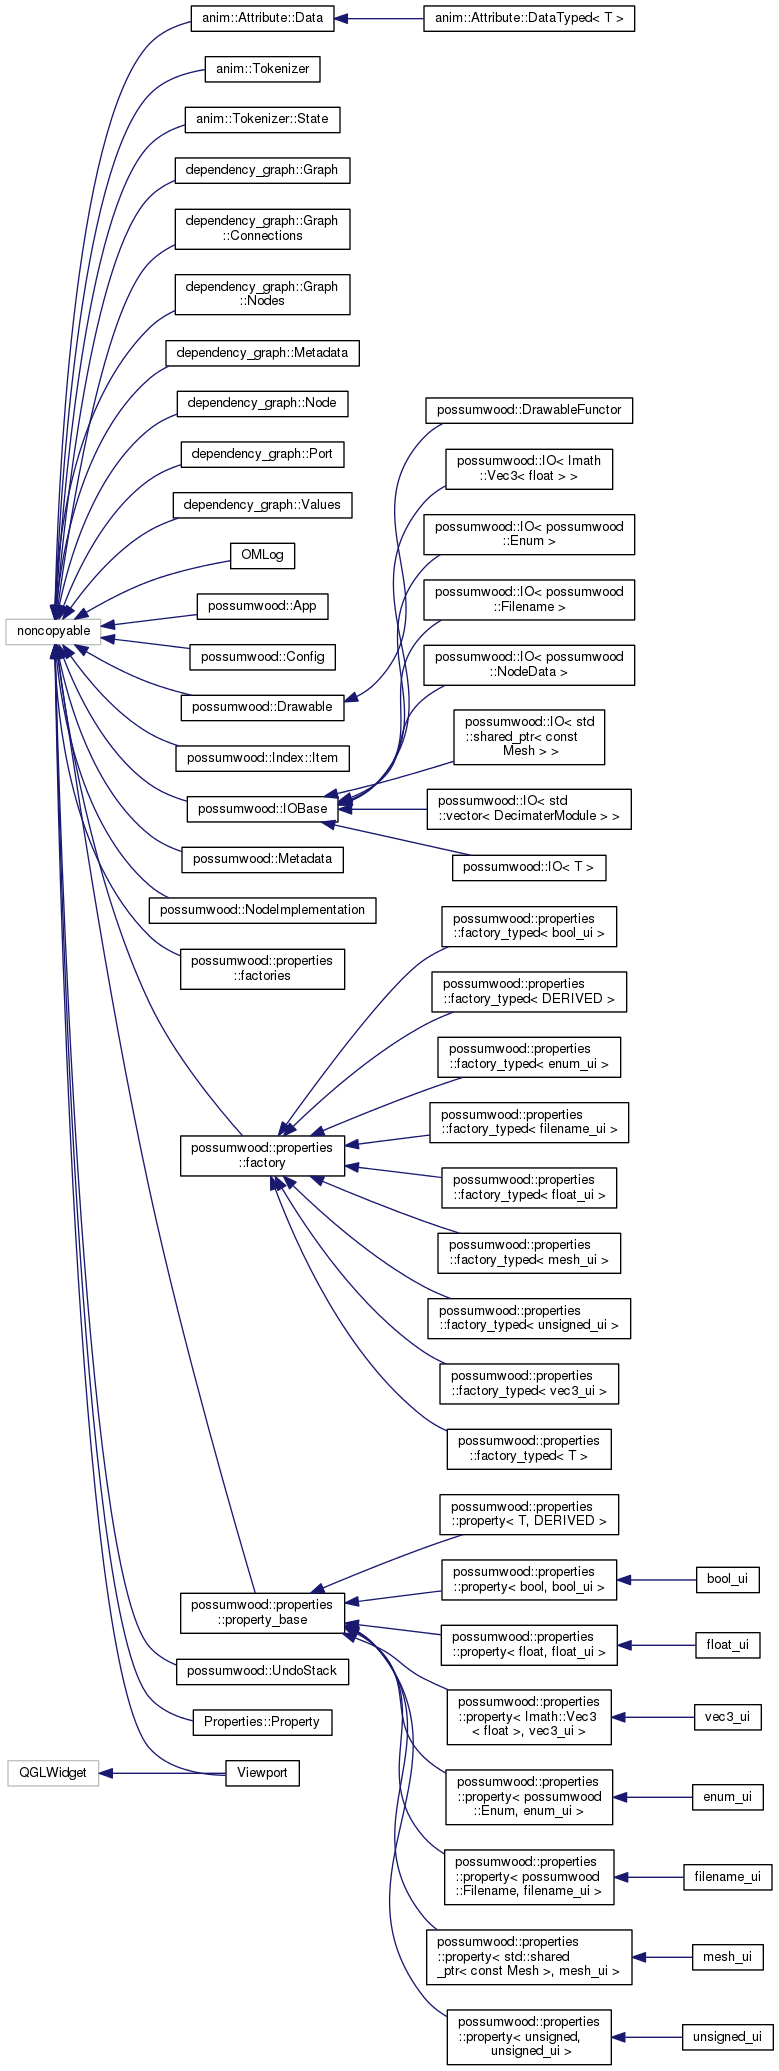 anim::Attribute::Data
anim::Attribute::DataTyped< T >
anim::Tokenizer
anim::Tokenizer::State
dependency_graph::Graph
dependency_graph::Graph
::Connections
dependency_graph::Graph
::Nodes
dependency_graph::Metadata
dependency_graph::Node
possumwood::DrawableFunctor
dependency_graph::Port
possumwood::IO< Imath
::Vec3< float > >
dependency_graph::Values
possumwood::IO< possumwood
::Enum >
OMLog
possumwood::IO< possumwood
::Filename >
possumwood::App
noncopyable
possumwood::Config
possumwood::IO< possumwood
::NodeData >
possumwood::Drawable
possumwood::IO< std
::shared_ptr< const
Mesh > >
possumwood::Index::Item
possumwood::IOBase
possumwood::IO< std
::vector< DecimaterModule > >
possumwood::Metadata
possumwood::IO< T >
possumwood::NodeImplementation
possumwood::properties
::factory_typed< bool_ui >
possumwood::properties
::factories
possumwood::properties
::factory_typed< DERIVED >
possumwood::properties
::factory_typed< enum_ui >
possumwood::properties
::factory_typed< filename_ui >
possumwood::properties
::factory
possumwood::properties
::factory_typed< float_ui >
possumwood::properties
::factory_typed< mesh_ui >
possumwood::properties
::factory_typed< unsigned_ui >
possumwood::properties
::factory_typed< vec3_ui >
possumwood::properties
::factory_typed< T >
possumwood::properties
::property< T, DERIVED >
possumwood::properties
::property< bool, bool_ui >
bool_ui
possumwood::properties
::property_base
possumwood::properties
::property< float, float_ui >
float_ui
possumwood::UndoStack
possumwood::properties
::property< Imath::Vec3
< float >, vec3_ui >
vec3_ui
Properties::Property
QGLWidget
Viewport
possumwood::properties
::property< possumwood
::Enum, enum_ui >
enum_ui
possumwood::properties
::property< possumwood
::Filename, filename_ui >
filename_ui
possumwood::properties
::property< std::shared
_ptr< const Mesh >, mesh_ui >
mesh_ui
possumwood::properties
::property< unsigned,
unsigned_ui >
unsigned_ui